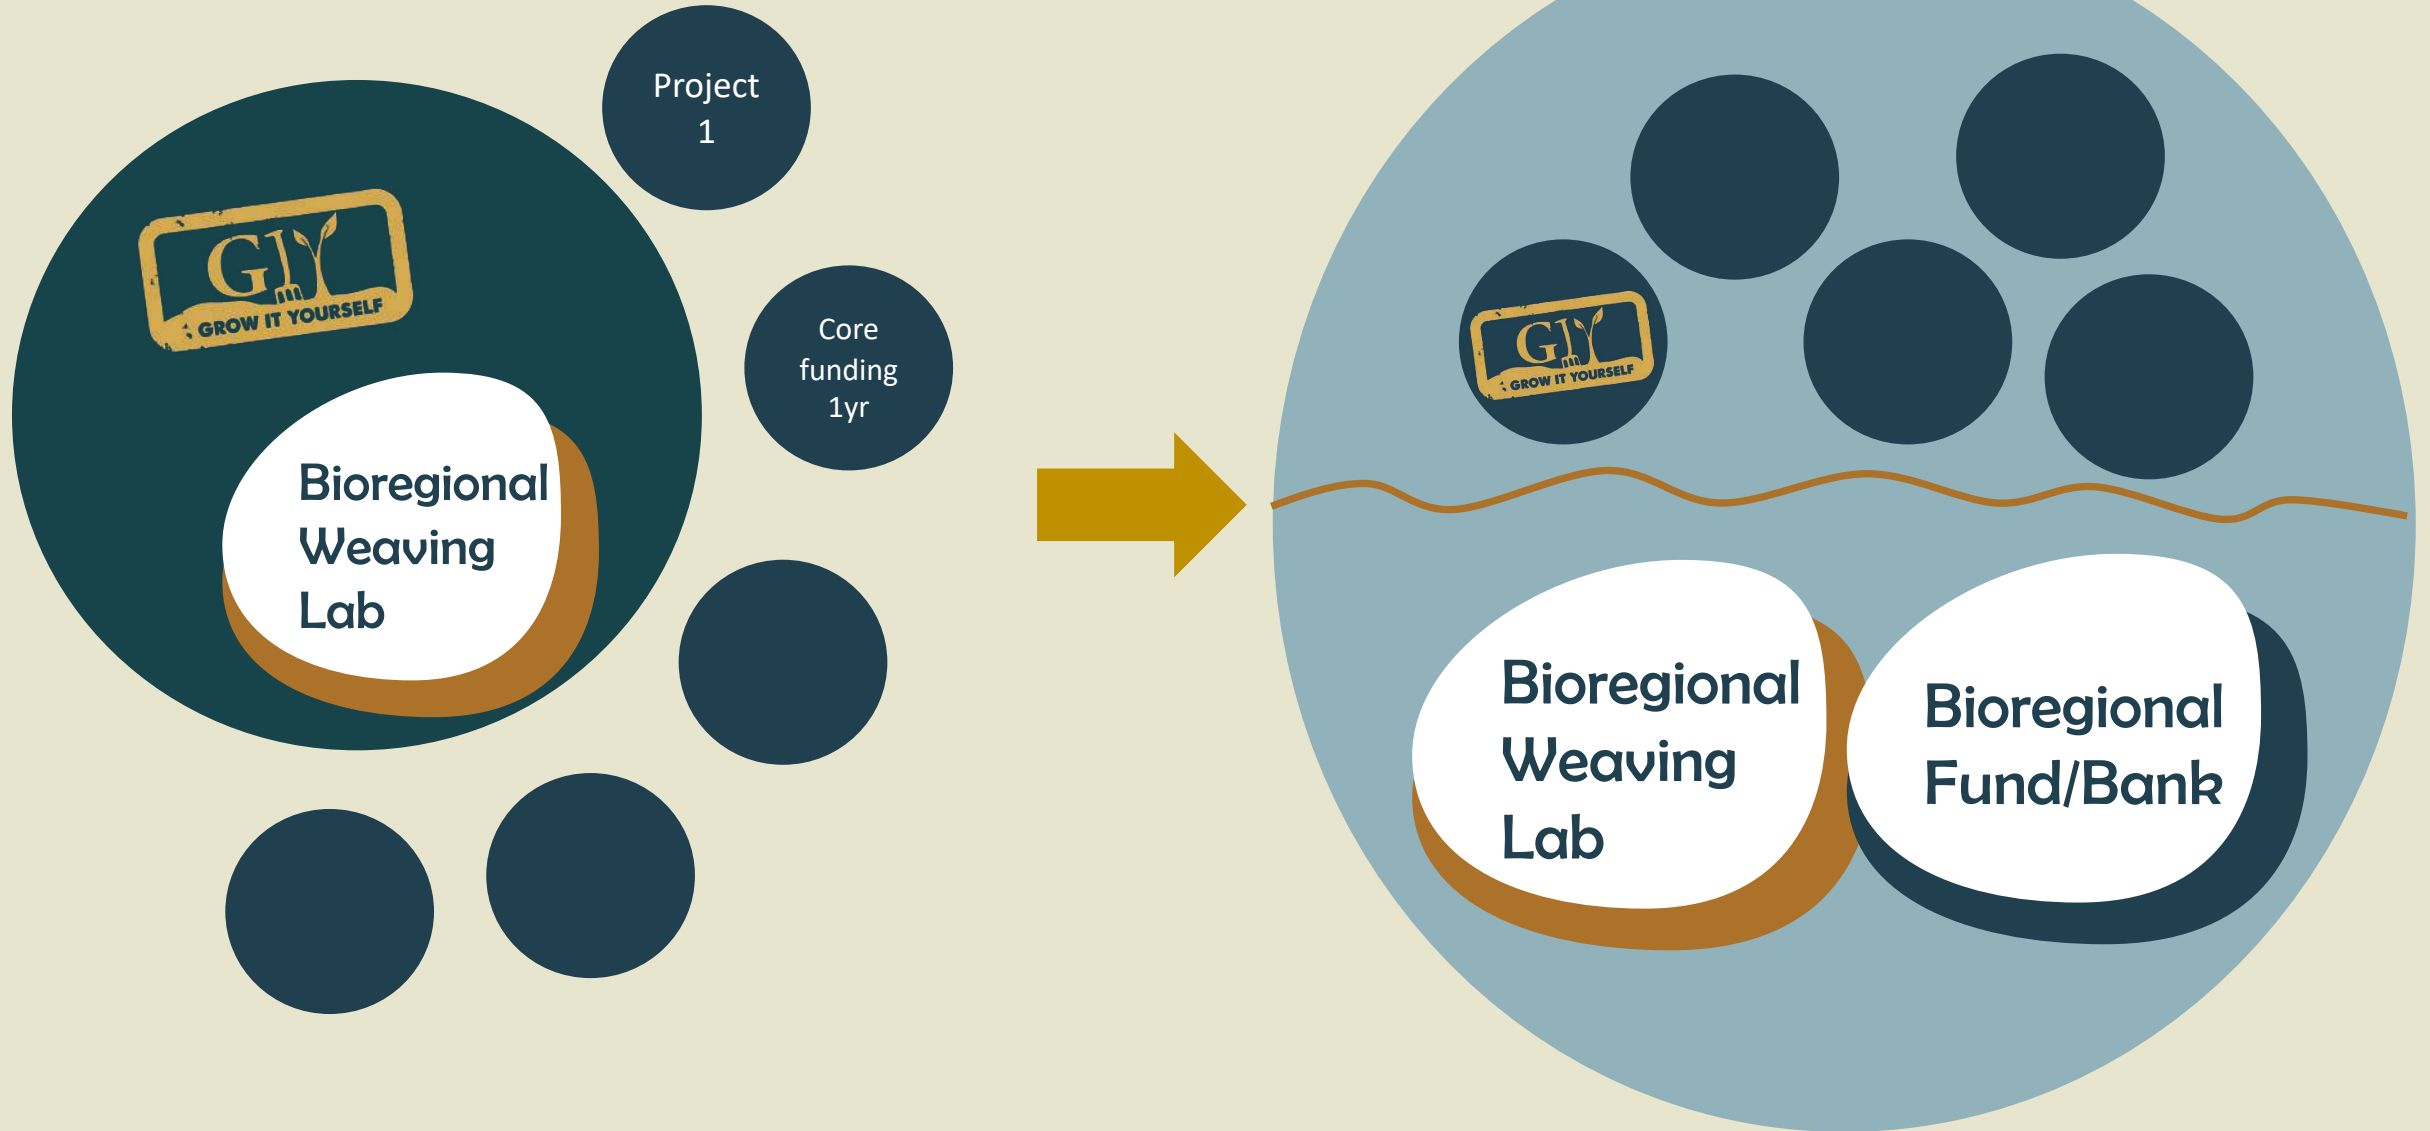 Project
1
GIY
GROW IT YOURSELF
Core
funding
1yr
Bioregional
Weaving
Lab
GIY
GROW IT YOURSELF
Bioregional
Weaving
Lab
Bioregional
Fund/Bank